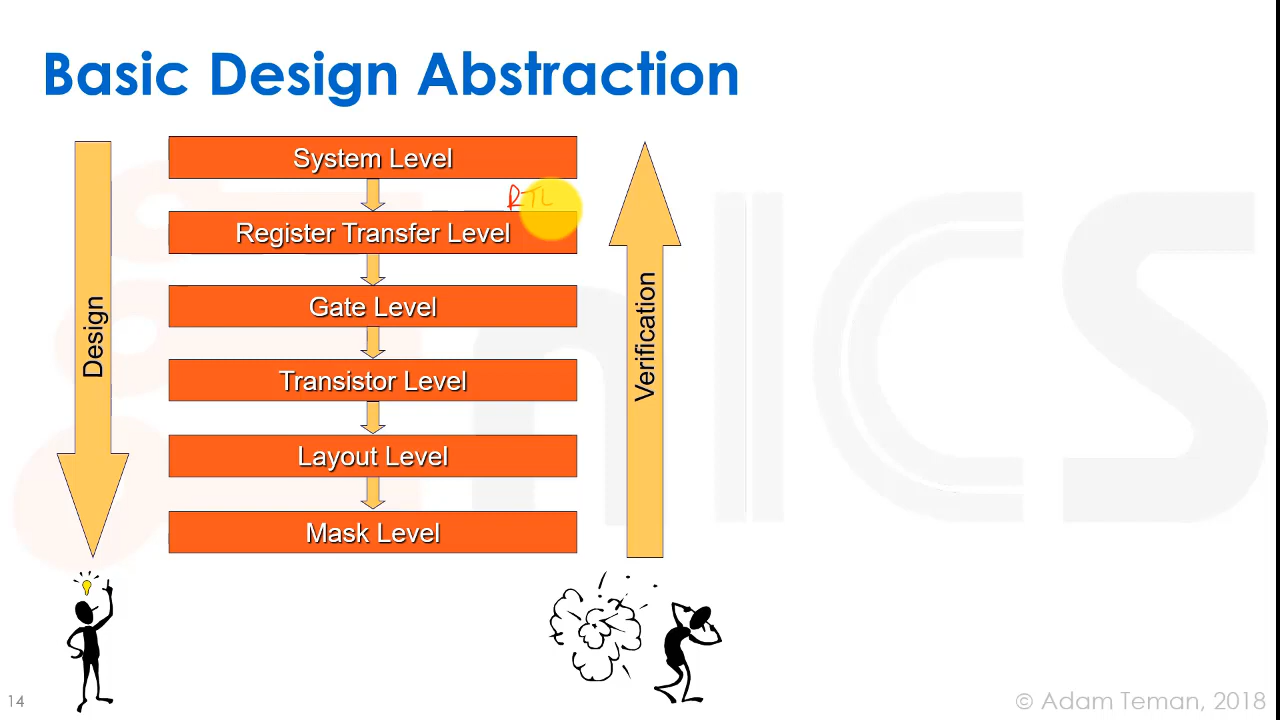 Basic Design Abstraction
System Level
RTL
Register Transfer Level
Gate Level
Transistor Level
Layout Level
Mask Level
Design
Verification
nICS
14
© Adam Teman, 2018